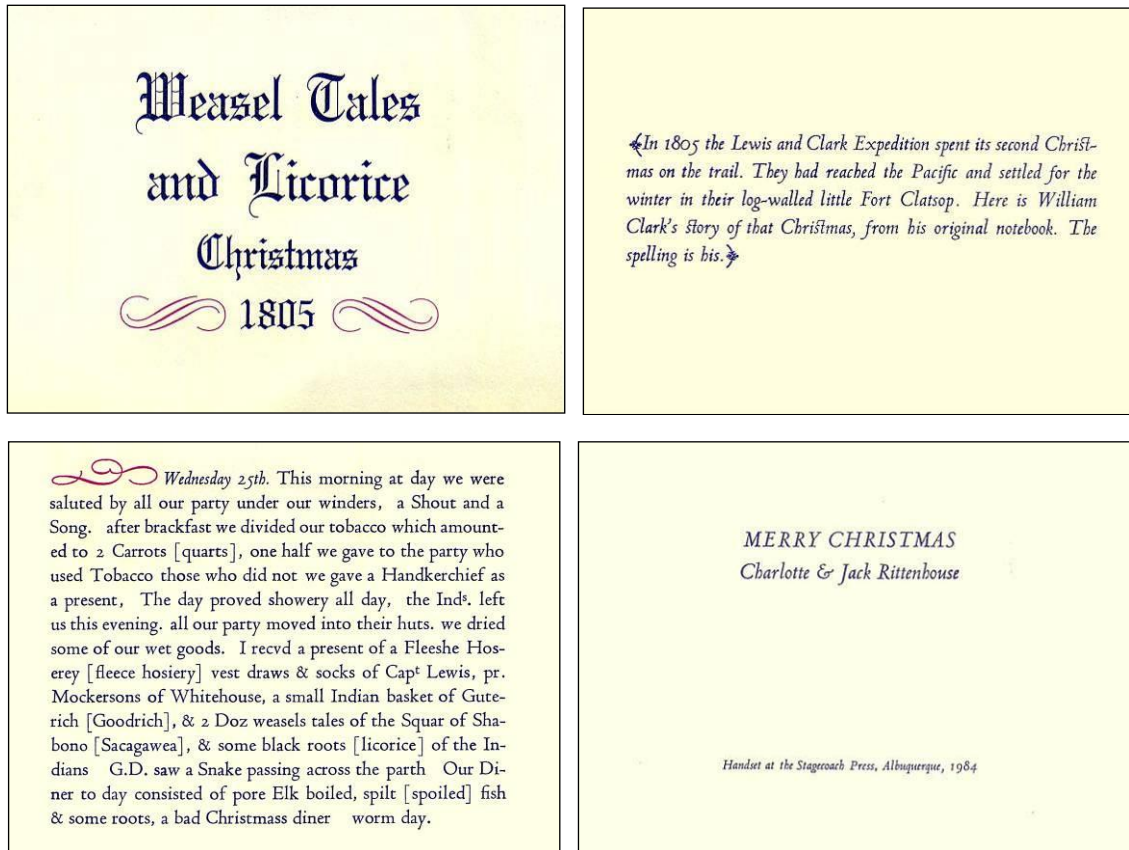 Weasel Tales
and Licorice
Christmas
1805
In 1805 the Lewis and Clark Expedition spent its second Christ-
mas on the trail. They had reached the Pacific and settled for the
winter in their log-walled little Fort Clatsop. Here is William
Clark's story of that Christmas, from his original notebook. The
spelling is his.
Wednesday 25th. This morning at day we were
saluted by all our party under our winders, a Shout and a
Song. after brackfast we divided our tobacco which amount-
ed to 2 Carrots [quarts], one half we gave to the party who
used Tobacco those who did not we gave a Handkerchief as
a present, The day proved showery all day, the Indˢ. left
us this evening. all our party moved into their huts. we dried
some of our wet goods. I recvd a present of a Fleeshe Hos-
erey [fleece hosiery] vest draws & socks of Capᵗ Lewis, pr.
Mockersons of Whitehouse, a small Indian basket of Gute-
rich [Goodrich], & 2 Doz weasels tales of the Squar of Sha-
bono [Sacagawea], & some black roots [licorice] of the In-
dians G.D. saw a Snake passing across the parth Our Di-
ner to day consisted of pore Elk boiled, spilt [spoiled] fish
& some roots, a bad Christmass diner worm day.
MERRY CHRISTMAS
Charlotte & Jack Rittenhouse
Handset at the Stagecoach Press, Albuquerque, 1984